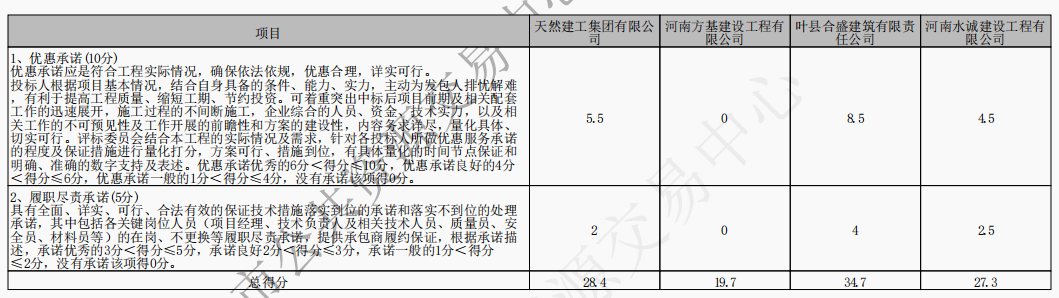 项目 天然建工集团有限公 河南方基建设工程有 叶县合盛建筑有限责 河南水诚建设工程有
司 限公司 任公司 限公司
1、优惠承诺(10分)
优惠承诺应是符合工程实际情况，确保依法依规，优惠合理，详实可行。
投标人根据项目基本情况，结合自身具备的条件、能力、实力，主动为发包人排忧解难
，有利于提高工程质量、缩短工期、节约投资。可着重突出中标后项目前期及相关配套
工作的迅速展开，施工过程的不间断施工，企业综合的人员、资金、技术实力，以及相
关工作的不可预见性及工作开展的前瞻性和方案的建设性，内容务求详尽，量化具体、
切实可行。评标委员会结合本工程的实际情况及需求，针对各投标人所做优惠服务承诺
的程度及保证措施进行量化打分，方案可行、措施到位，有具体量化的时间节点保证和
明确、准确的数字支持及表述。优惠承诺优秀的6分＜得分≤10分，优惠承诺良好的4分
＜得分≤6分，优惠承诺一般的1分＜得分≤4分，没有承诺该项得0分。
5.5 0 8.5 4.5
2、履职尽责承诺(5分)
具有全面、详实、可行、合法有效的保证技术措施落实到位的承诺和落实不到位的处理
承诺，其中包括各关键岗位人员（项目经理、技术负责人及相关技术人员、质量员、安
全员、材料员等）的在岗、不更换等履职尽责承诺，提供承包商履约保证，根据承诺描
述，承诺优秀的3分＜得分≤5分，承诺良好2分＜得分≤3分，承诺一般的1分＜得分
≤2分，没有承诺该项得0分。
2 0 4 2.5
总得分 28.4 19.7 34.7 27.3
市公共资源交易中心
源交易中心